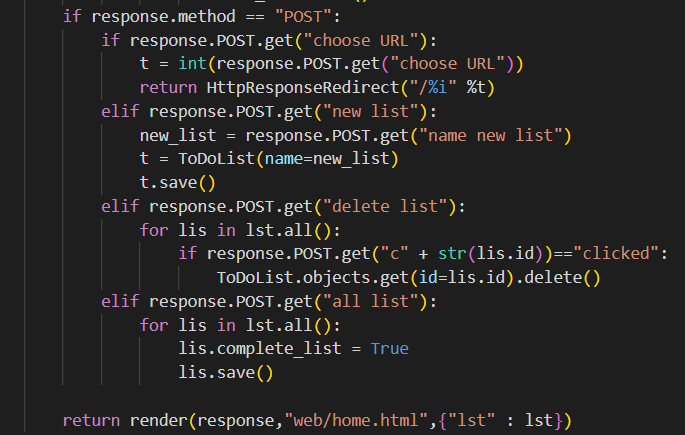 if response.method == "POST":
if response.POST.get("choose URL"):
t = int(response.POST.get("choose URL"))
return HttpResponseRedirect("/%i" %t)
elif response.POST.get("new list"):
new_list = response.POST.get("name new list")
t = ToDoList(name=new_list)
t.save()
elif response.POST.get("delete list"):
for lis in lst.all():
if response.POST.get("c" + str(lis.id))=="clicked":
ToDoList.objects.get(id=lis.id).delete()
elif response.POST.get("all list"):
for lis in lst.all():
lis.complete_list = True
lis.save()
return render(response,"web/home.html",{"lst" : lst})